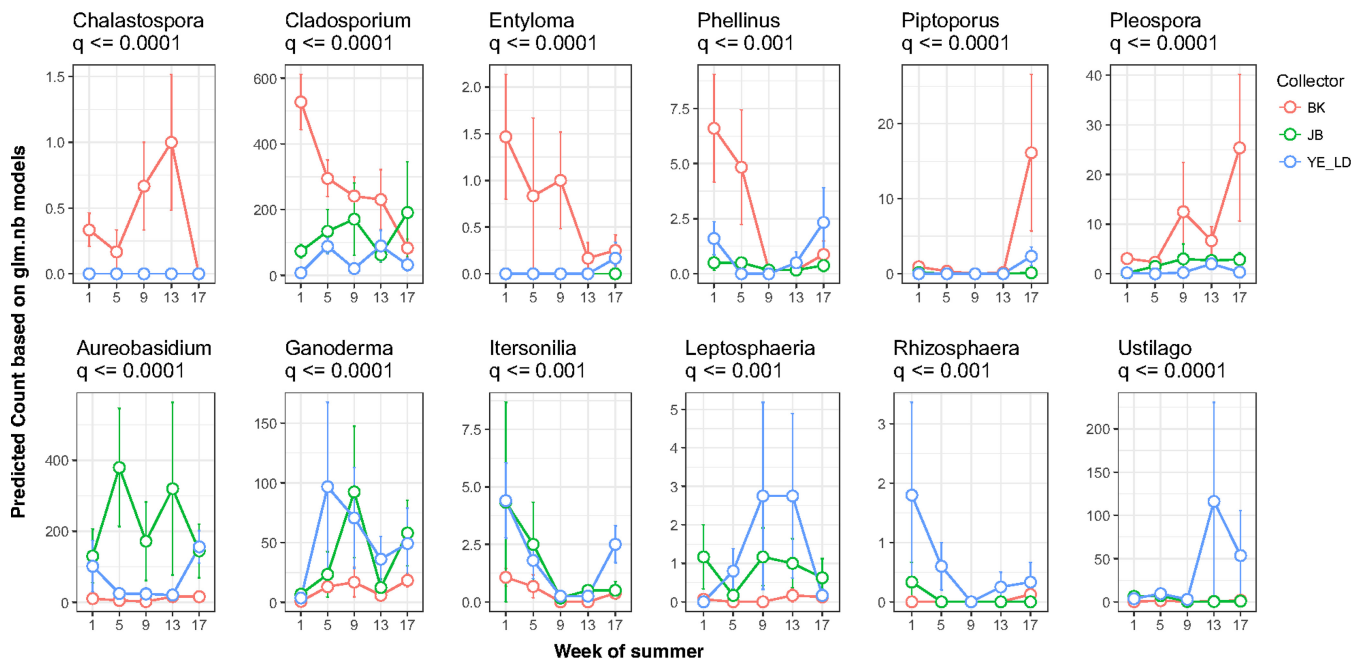 Chalastospora
q <= 0.0001
Cladosporium
q <= 0.0001
Entyloma
q <= 0.0001
Phellinus
q <= 0.001
Piptoporus
q <= 0.0001
Pleospora
q <= 0.0001
1.5
1.0
0.5
0.0
1 5 9 13 17
600
400
200
0
1 5 9 13 17
2.0
1.5
1.0
0.5
0.0
1 5 9 13 17
7.5
5.0
2.5
0.0
1 5 9 13 17
20
10
0
1 5 9 13 17
40
30
20
10
0
1 5 9 13 17
Collector
BK
JB
YE_LD
Predicted Count based on glm.nb models
Aureobasidium
q <= 0.0001
Ganoderma
q <= 0.0001
Itersonilia
q <= 0.001
Leptosphaeria
q <= 0.001
Rhizosphaera
q <= 0.001
Ustilago
q <= 0.0001
400
200
0
1 5 9 13 17
150
100
50
0
1 5 9 13 17
7.5
5.0
2.5
0.0
1 5 9 13 17
5
4
3
2
1
0
1 5 9 13 17
3
2
1
0
1 5 9 13 17
200
150
100
50
0
1 5 9 13 17
Week of summer